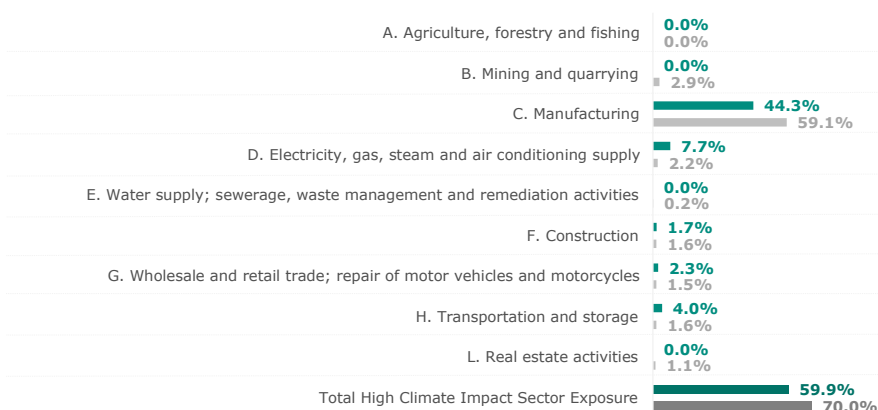 A. Agriculture, forestry and fishing
0.0%
0.0%
B. Mining and quarrying
0.0%
2.9%
C. Manufacturing
44.3%
59.1%
D. Electricity, gas, steam and air conditioning supply
7.7%
2.2%
E. Water supply; sewerage, waste management and remediation activities
0.0%
0.2%
F. Construction
1.7%
1.6%
G. Wholesale and retail trade; repair of motor vehicles and motorcycles
2.3%
1.5%
H. Transportation and storage
4.0%
1.6%
L. Real estate activities
0.0%
1.1%
Total High Climate Impact Sector Exposure
59.9%
70.0%